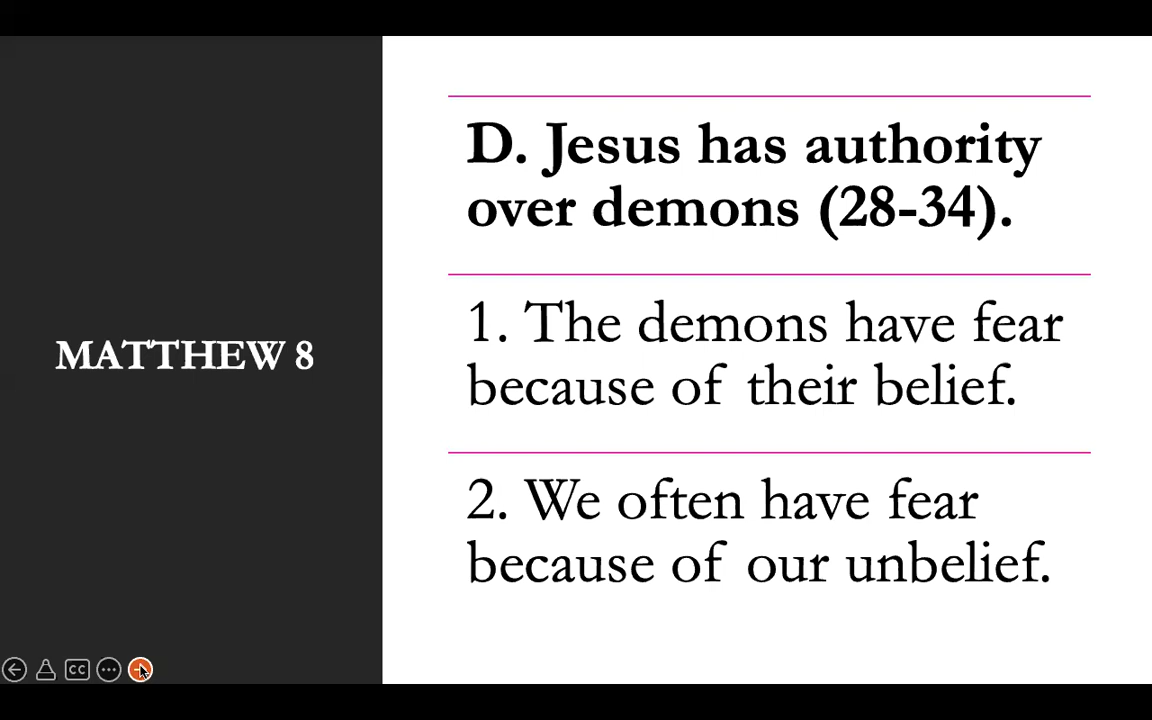 D. Jesus has authority
over demons (28-34).
1. The demons have fear
because of their belief.
MATTHEW 8
2. We often have fear
because of our unbelief.
CC